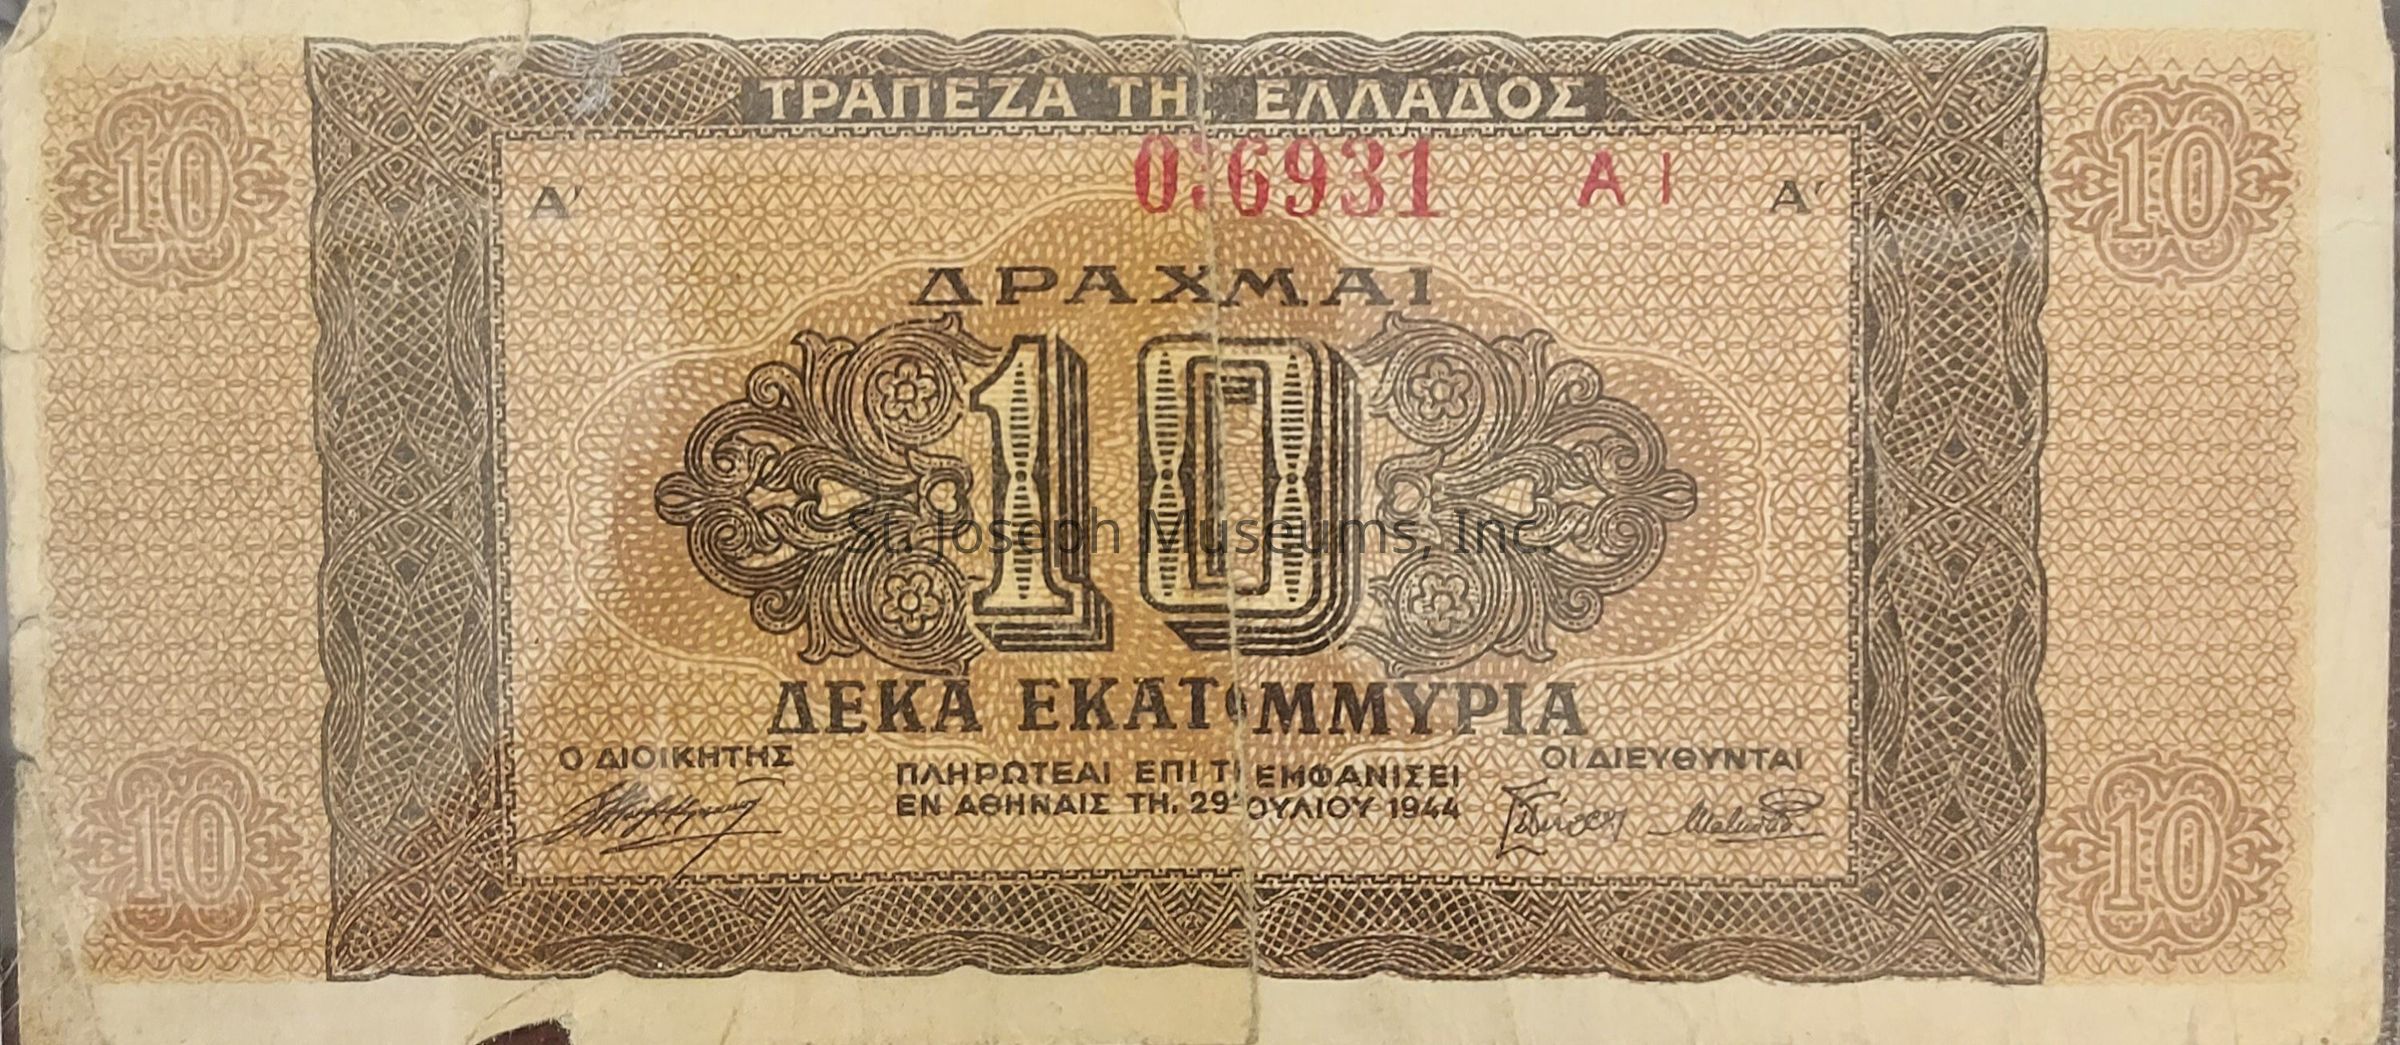 ΤΡΑΠΕΖΑ ΤΗΣ ΕΛΛΑΔΟΣ
6931 A I
Α' Α'
10 10
ΔΡΑΧΜΑΙ
10
St. Joseph Museums, Inc.
ΔΕΚΑ ΕΚΑΤΟΜΜΥΡΙΑ
Ο ΔΙΟΙΚΗΤΗΣ ΟΙ ΔΙΕΥΘΥΝΤΑΙ
ΠΛΗΡΩΤΕΑΙ ΕΠΙ Τ ΕΜΦΑΝΙΣΕΙ
ΕΝ ΑΘΗΝΑΙΣ ΤΗ, 29 ΙΟΥΛΙΟΥ 1944
10 10